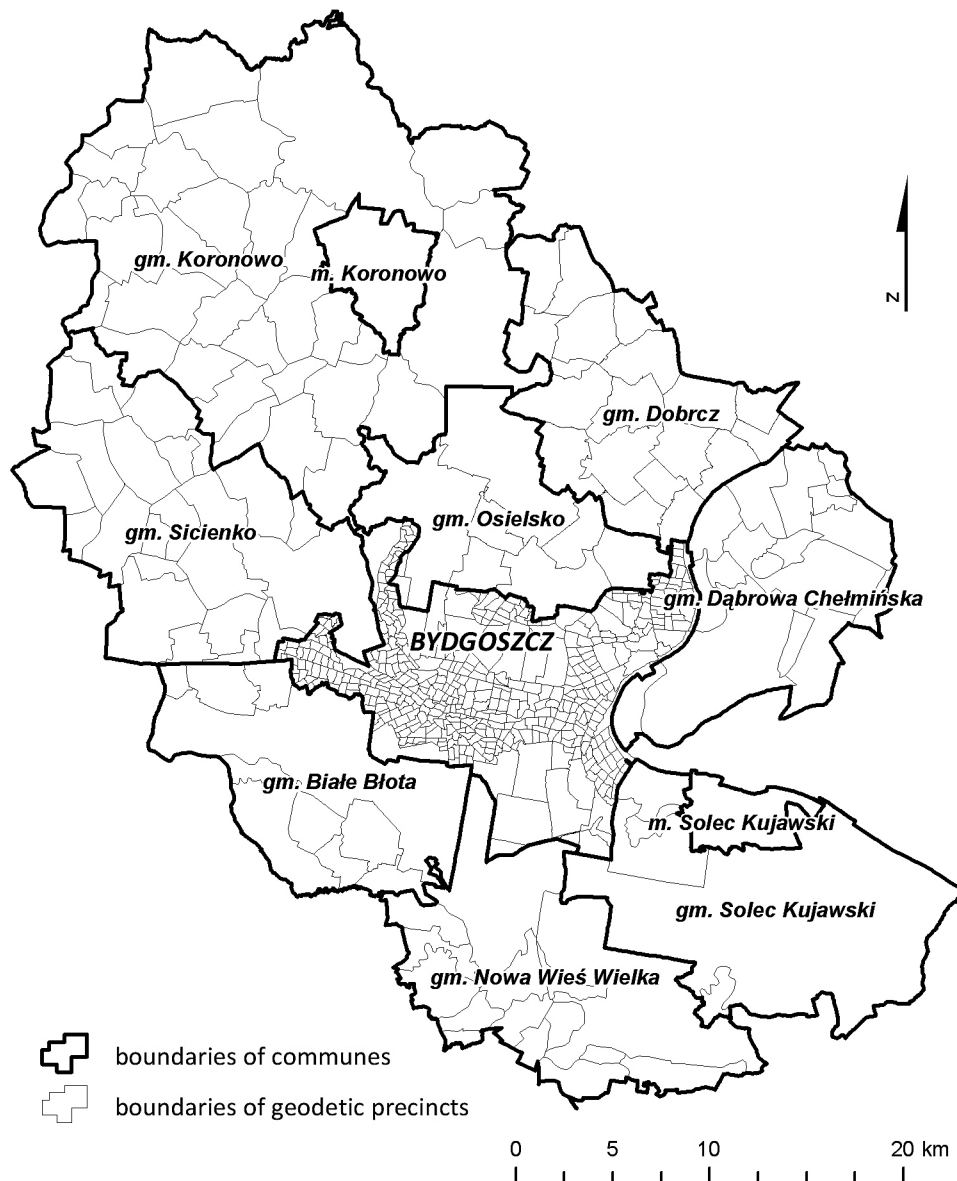 gm. Koronowo
m. Koronowo
N
gm. Dobrcz
gm. Osielsko
gm. Sicienko
gm. Dąbrowa Chełmińska
BYDGOSZCZ
gm. Białe Błota
m. Solec Kujawski
gm. Solec Kujawski
gm. Nowa Wieś Wielka
boundaries of communes
boundaries of geodetic precincts
0 5 10 20 km